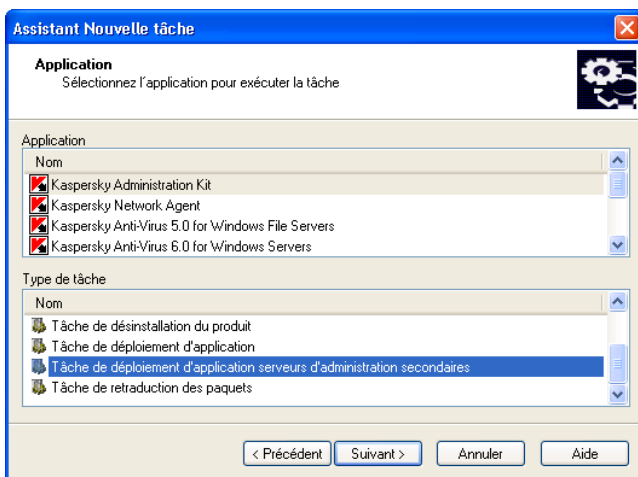 Assistant Nouvelle tâche
Application
Sélectionnez l'application pour exécuter la tâche
Application
Nom
Kaspersky Administration Kit
Kaspersky Network Agent
Kaspersky Anti-Virus 5.0 for Windows File Servers
Kaspersky Anti-Virus 6.0 for Windows Servers
Type de tâche
Nom
Tâche de désinstallation du produit
Tâche de déploiement d'application
Tâche de déploiement d'application serveurs d'administration secondaires
Tâche de retraduction des paquets
< Précédent Suivant > Annuler Aide